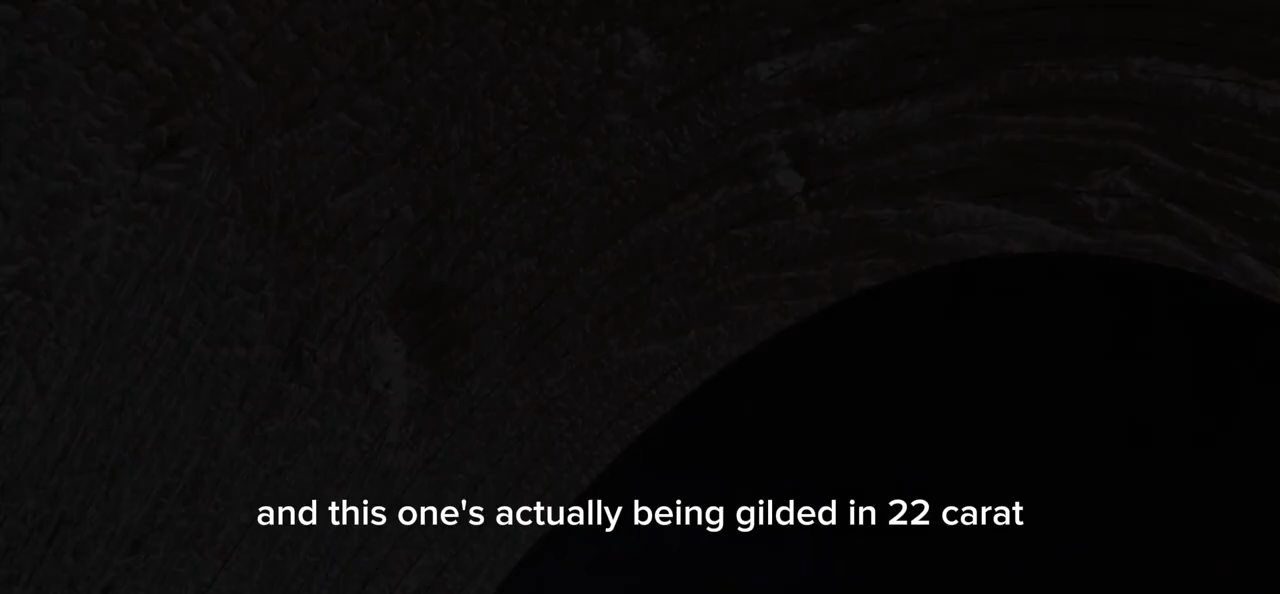 and this one's actually being gilded in 22 carat